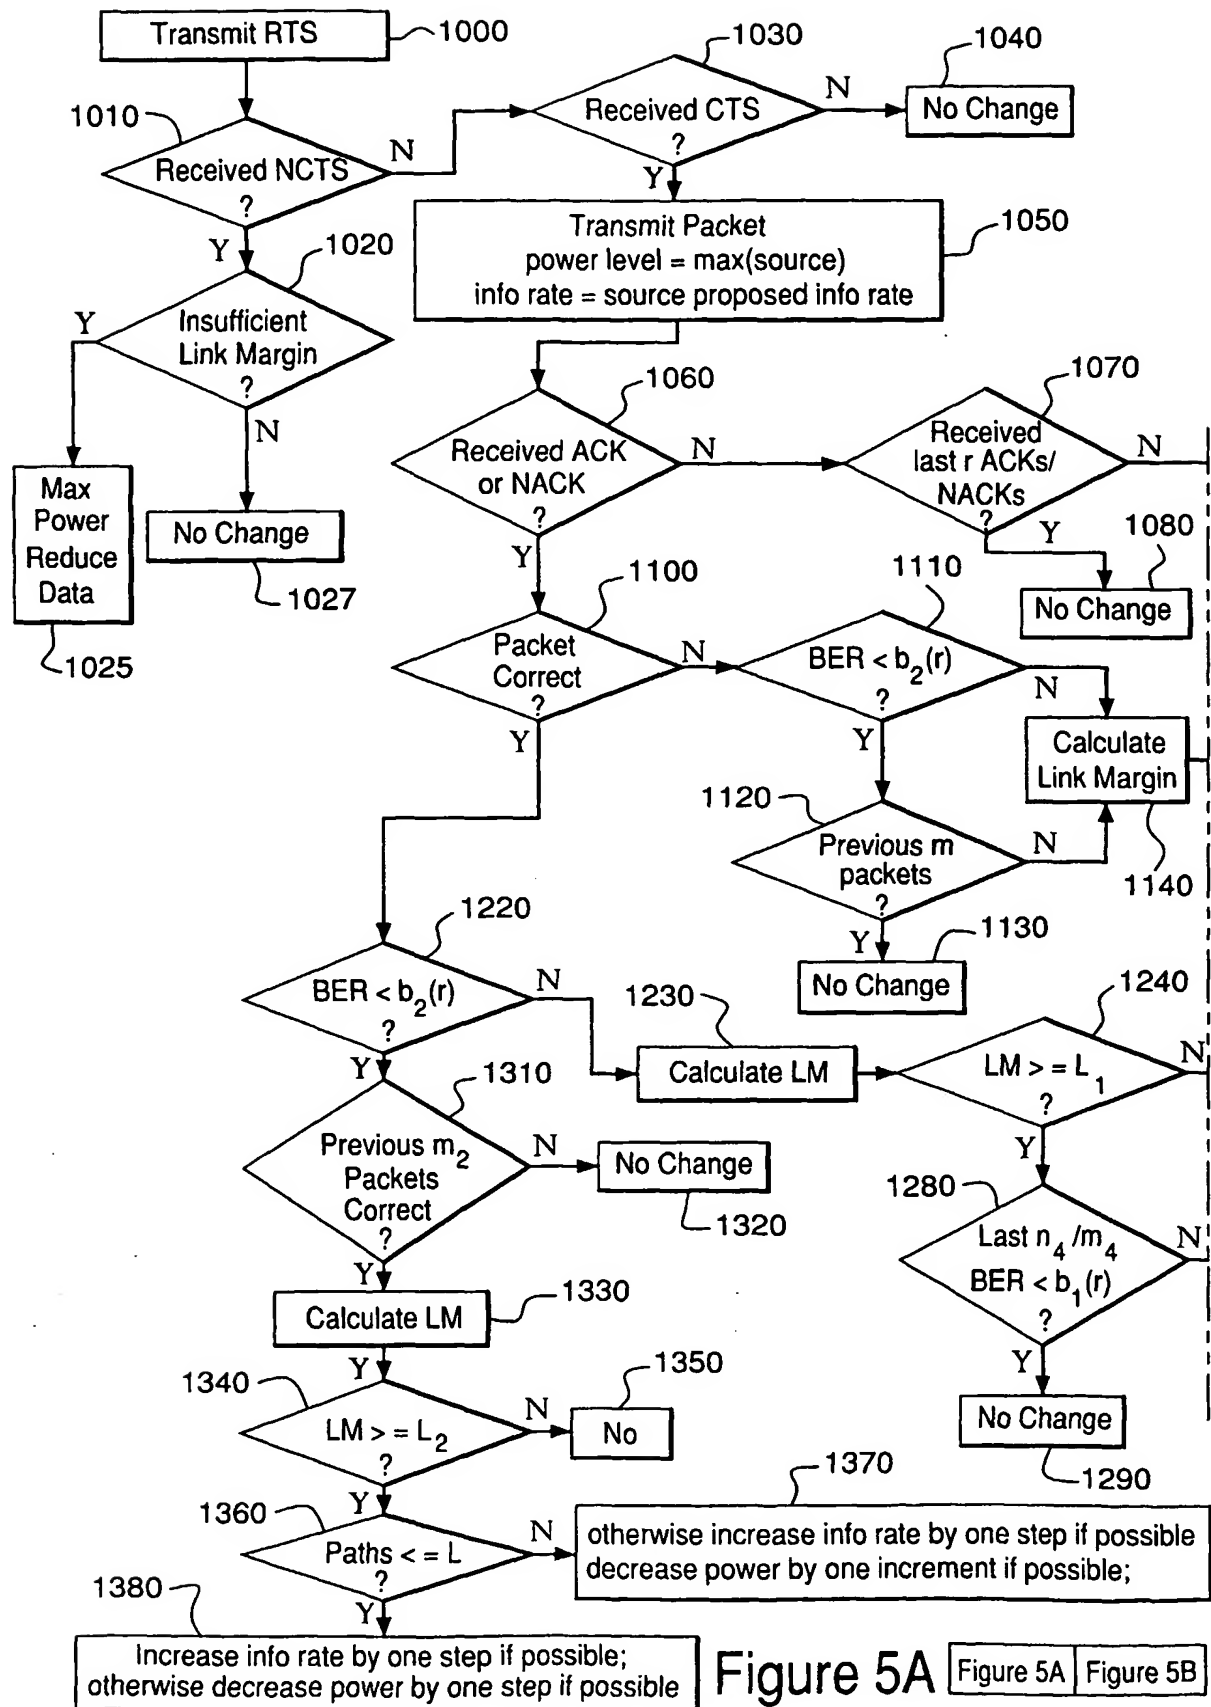 Transmit RTS
1000
1010
Received NCTS
?
N
Y
1030
Received CTS
?
N
Y
1040
No Change
1020
Insufficient
Link Margin
?
Y
N
Max
Power
Reduce
Data
1025
No Change
1027
Transmit Packet
power level = max(source)
info rate = source proposed info rate
1050
1060
Received ACK
or NACK
?
N
Y
1070
Received
last r ACKs/
NACKs
?
N
Y
1080
No Change
1100
Packet
Correct
?
N
Y
1110
BER < b2(r)
?
N
Y
Calculate
Link Margin
1140
1120
Previous m
packets
?
N
Y
1130
No Change
1220
BER < b2(r)
?
N
Y
1230
Calculate LM
1240
LM > = L1
?
N
Y
1310
Previous m2
Packets
Correct
?
N
Y
No Change
1320
1280
Last n4/m4
BER < b1(r)
?
N
Y
No Change
1290
Calculate LM
1330
Y
1340
LM > = L2
?
N
Y
1350
No
1360
Paths < = L
?
N
Y
1370
otherwise increase info rate by one step if possible
decrease power by one increment if possible;
1380
Increase info rate by one step if possible;
otherwise decrease power by one step if possible
Figure 5A
Figure 5A Figure 5B